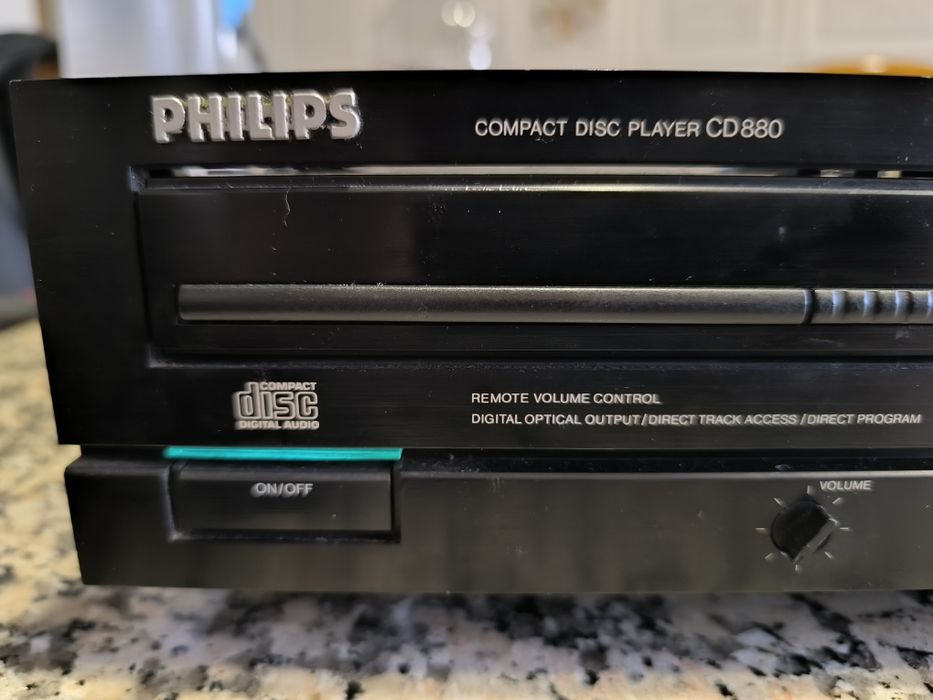 PHILIPS
COMPACT DISC PLAYER CD880
COMPACT
disc
DIGITAL AUDIO
REMOTE VOLUME CONTROL
DIGITAL OPTICAL OUTPUT/DIRECT TRACK ACCESS/DIRECT PROGRAM
ON/OFF
VOLUME